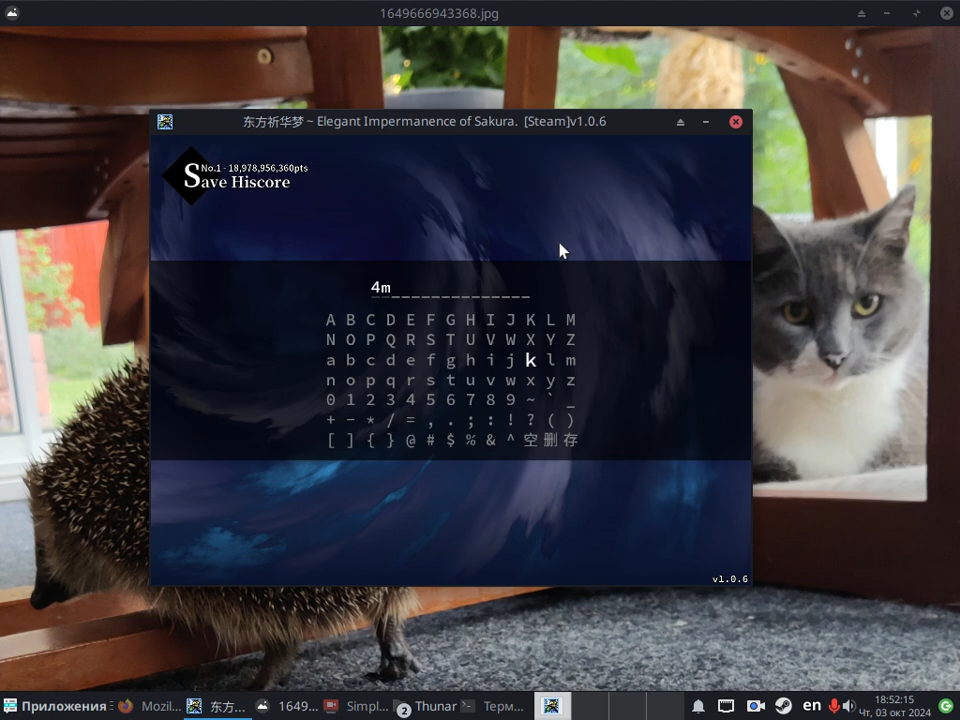 1649666943368.jpg
东方祈华梦 ~ Elegant Impermanence of Sakura. [Steam]v1.0.6
No.1 - 18,978,956,360pts
Save Hiscore
4m______________
A B C D E F G H I J K L M
N O P Q R S T U V W X Y Z
a b c d e f g h i j k l m
n o p q r s t u v w x y z
0 1 2 3 4 5 6 7 8 9 ~ ` _
+ - * / = , . ; : ! ? ( )
[ ] { } @ # $ % & ^ 空 删 存
v1.0.6
Приложения
Mozil...
东方...
1649...
Simpl...
2
Thunar
Терм...
en
18:52:15
Чт, 03 окт 2024